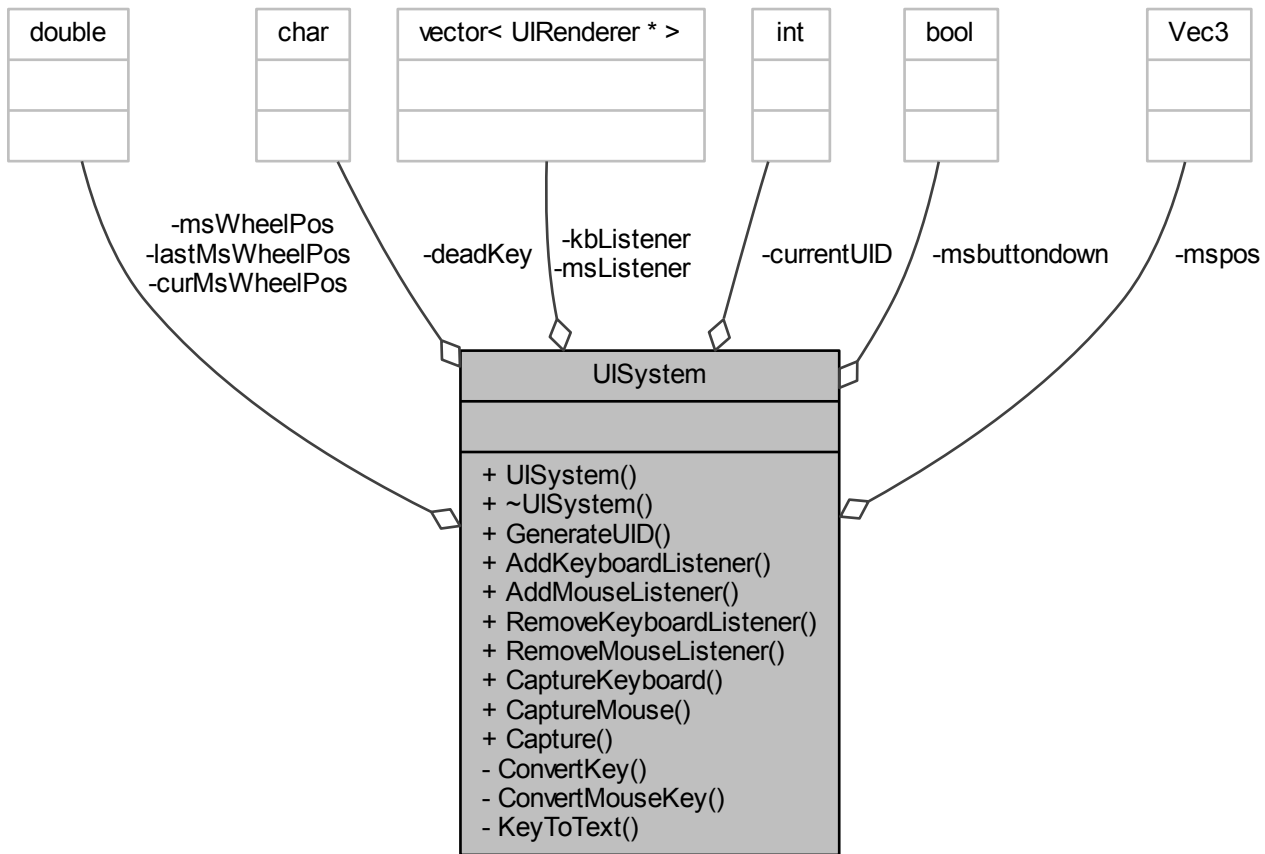 double
char
vector< UIRenderer * >
int
bool
Vec3
-msWheelPos
-lastMsWheelPos
-curMsWheelPos
-deadKey
-kbListener
-msListener
-currentUID
-msbuttondown
-mspos
UISystem
+ UISystem()
+ ~UISystem()
+ GenerateUID()
+ AddKeyboardListener()
+ AddMouseListener()
+ RemoveKeyboardListener()
+ RemoveMouseListener()
+ CaptureKeyboard()
+ CaptureMouse()
+ Capture()
- ConvertKey()
- ConvertMouseKey()
- KeyToText()